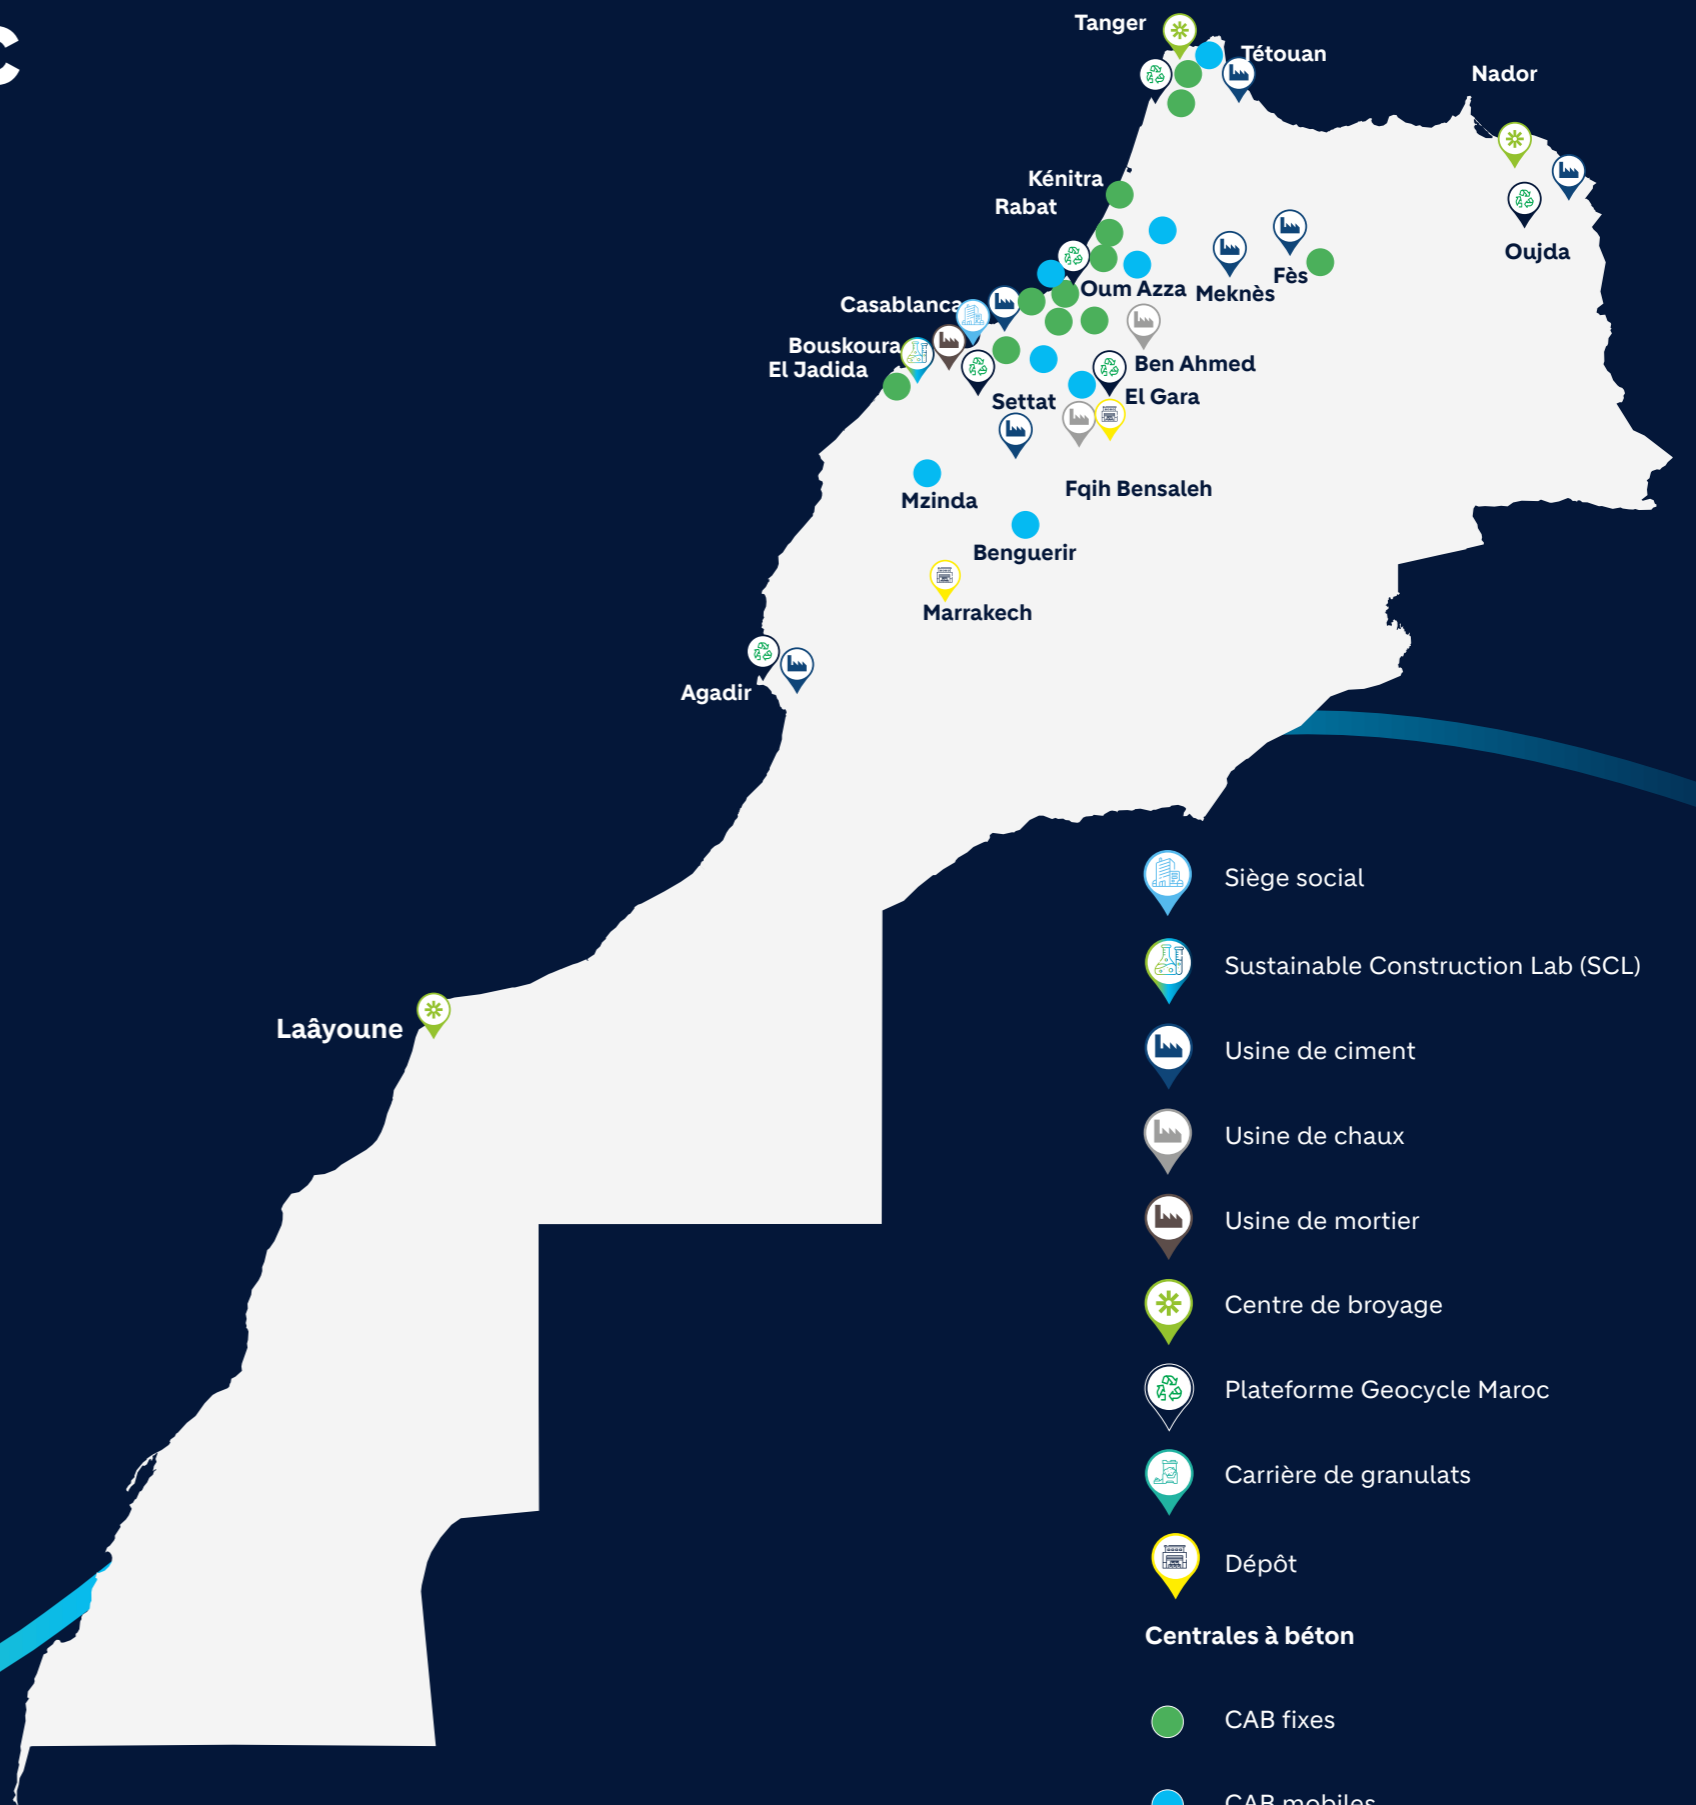 Tanger
Tétouan
Nador
Kénitra
Rabat
Oujda
Fès
Oum Azza
Meknès
Casablanca
Bouskoura
El Jadida
Ben Ahmed
El Gara
Settat
Fqih Bensaleh
Mzinda
Benguerir
Marrakech
Agadir
Laâyoune
Siège social
Sustainable Construction Lab (SCL)
Usine de ciment
Usine de chaux
Usine de mortier
Centre de broyage
Plateforme Geocycle Maroc
Carrière de granulats
Dépôt
Centrales à béton
CAB fixes
CAB mobiles